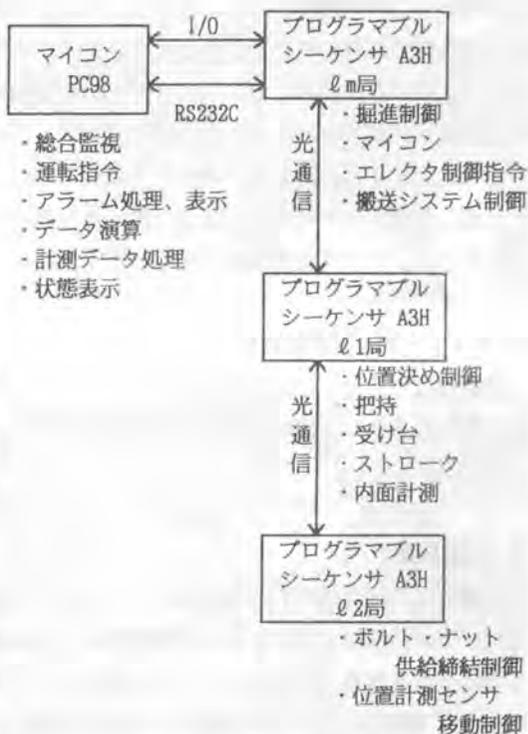 マイコン
PC98
I/O
RS232C
プログラマブル
シーケンサ A3H
ℓm局
・総合監視
・運転指令
・アラーム処理、表示
・データ演算
・計測データ処理
・状態表示
光通信
・掘進制御
・マイコン
・エレクタ制御指令
・搬送システム制御
プログラマブル
シーケンサ A3H
ℓ1局
光通信
・位置決め制御
・把持
・受け台
・ストローク
・内面計測
プログラマブル
シーケンサ A3H
ℓ2局
・ボルト・ナット
供給締結制御
・位置計測センサ
移動制御